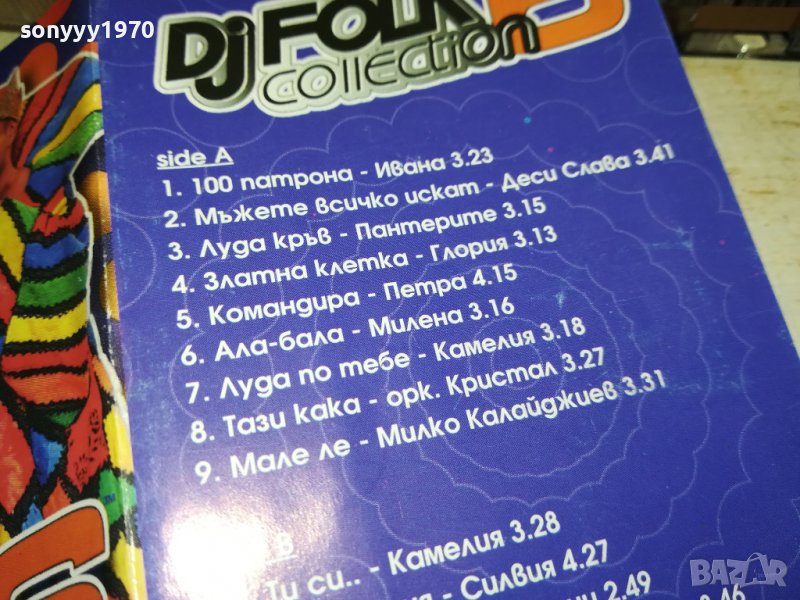 sonyyy1970
Dj FOLK
collection
side A
1. 100 патрона - Ивана 3.23
2. Мъжете всичко искат - Деси Слава 3.41
3. Луда кръв - Пантерите 3.15
4. Златна клетка - Глория 3.13
5. Командира - Петра 4.15
6. Ала-бала - Милена 3.16
7. Луда по тебе - Камелия 3.18
8. Тази кака - орк. Кристал 3.27
9. Мале ле - Милко Калайджиев 3.31
B
Ти си.. - Камелия 3.28
- Силвия 4.27
2.49
3.46
BAZAR